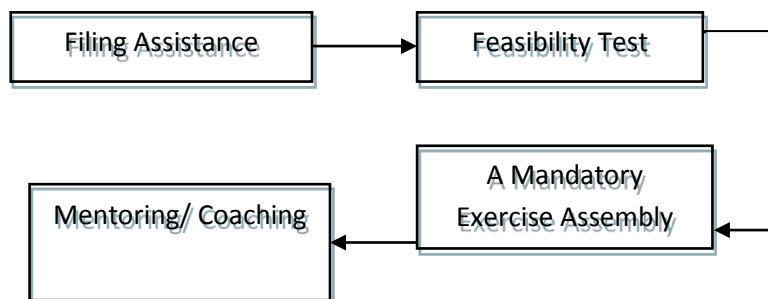 Filing Assistance
Feasibility Test
A Mandatory
Exercise Assembly
Mentoring/ Coaching